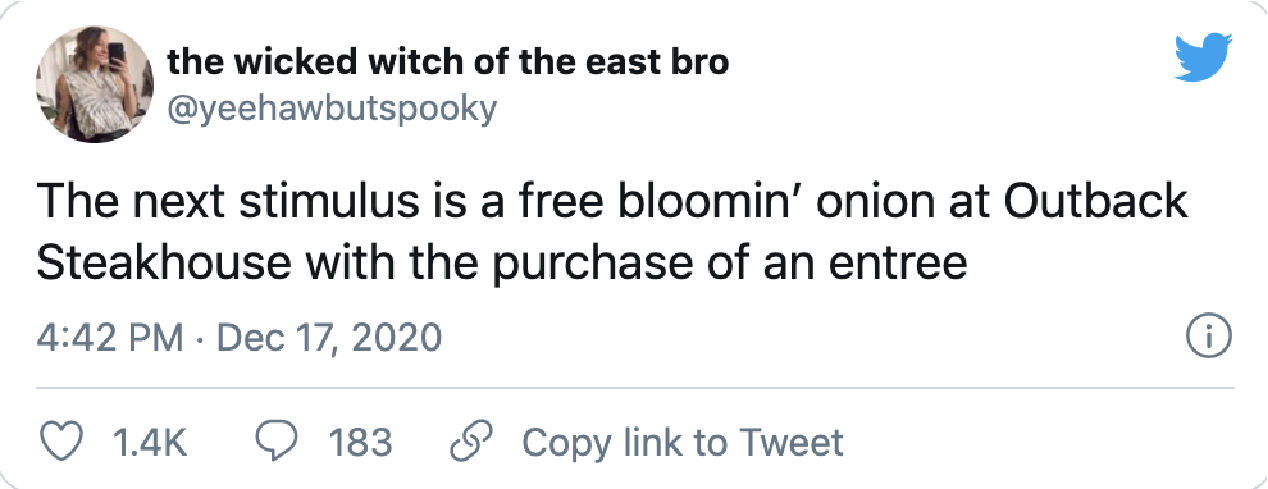 the wicked witch of the east bro
@yeehawbutspooky
The next stimulus is a free bloomin’ onion at Outback
Steakhouse with the purchase of an entree
4:42 PM · Dec 17, 2020
1.4K 183 Copy link to Tweet